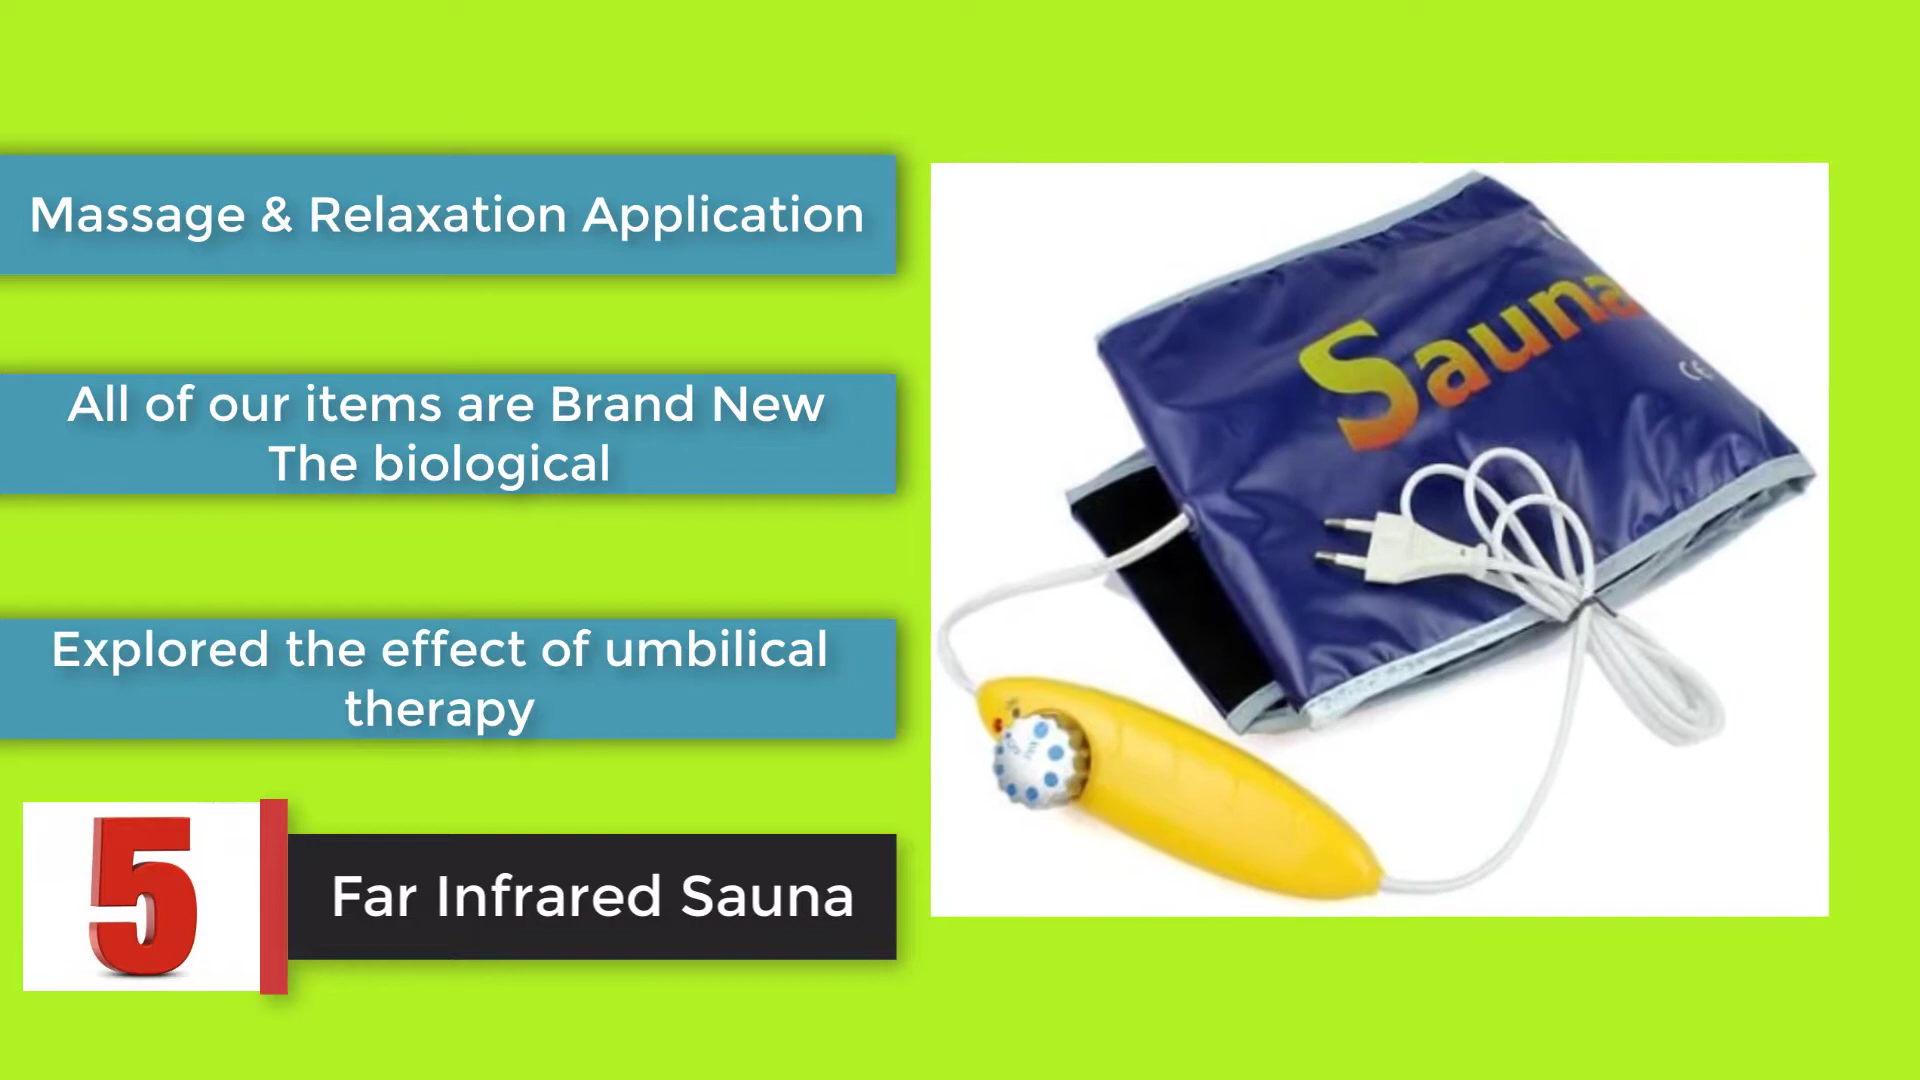 Massage & Relaxation Application
All of our items are Brand New
The biological
Explored the effect of umbilical
therapy
5
Far Infrared Sauna
Sauna
CE